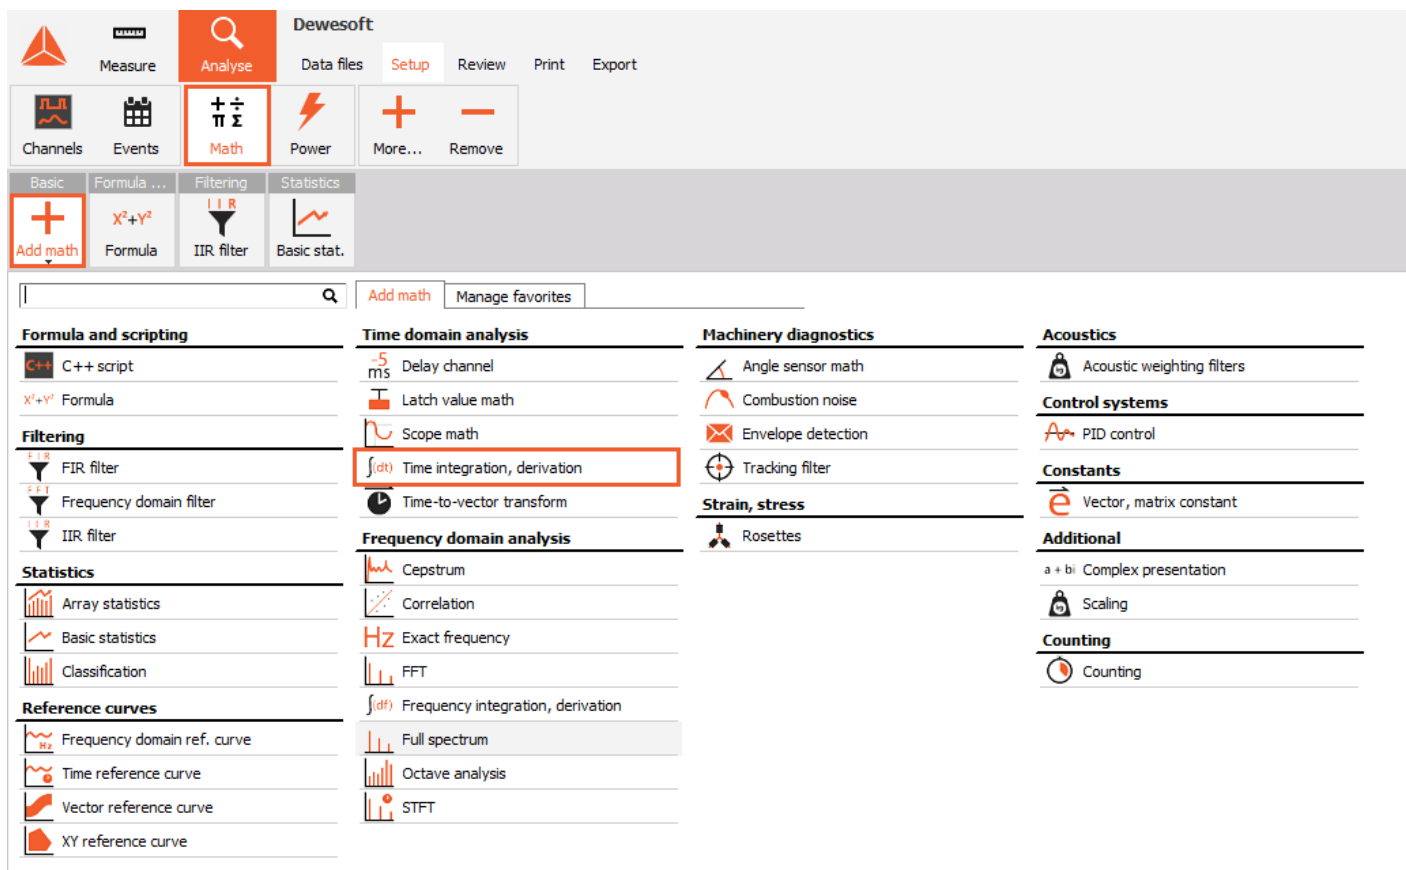 Dewesoft
Measure
Analyse
Data files
Setup
Review
Print
Export
+ ÷
π Σ
Channels
Events
Math
Power
More...
Remove
Basic
Formula ...
Filtering
Statistics
X²+Y²
I I R
Add math
Formula
IIR filter
Basic stat.
Add math
Manage favorites
Formula and scripting
C++ C++ script
X²+Y² Formula
Filtering
F I R
FIR filter
F F T
Frequency domain filter
I I R
IIR filter
Statistics
Array statistics
Basic statistics
Classification
Reference curves
Hz Frequency domain ref. curve
Time reference curve
Vector reference curve
XY reference curve
Time domain analysis
-5 ms Delay channel
Latch value math
Scope math
∫(dt) Time integration, derivation
Time-to-vector transform
Frequency domain analysis
Cepstrum
Correlation
Hz Exact frequency
FFT
∫(df) Frequency integration, derivation
Full spectrum
Octave analysis
STFT
Machinery diagnostics
Angle sensor math
Combustion noise
Envelope detection
Tracking filter
Strain, stress
Rosettes
Acoustics
kg Acoustic weighting filters
Control systems
PID control
Constants
e Vector, matrix constant
Additional
a + bi Complex presentation
kg Scaling
Counting
Counting